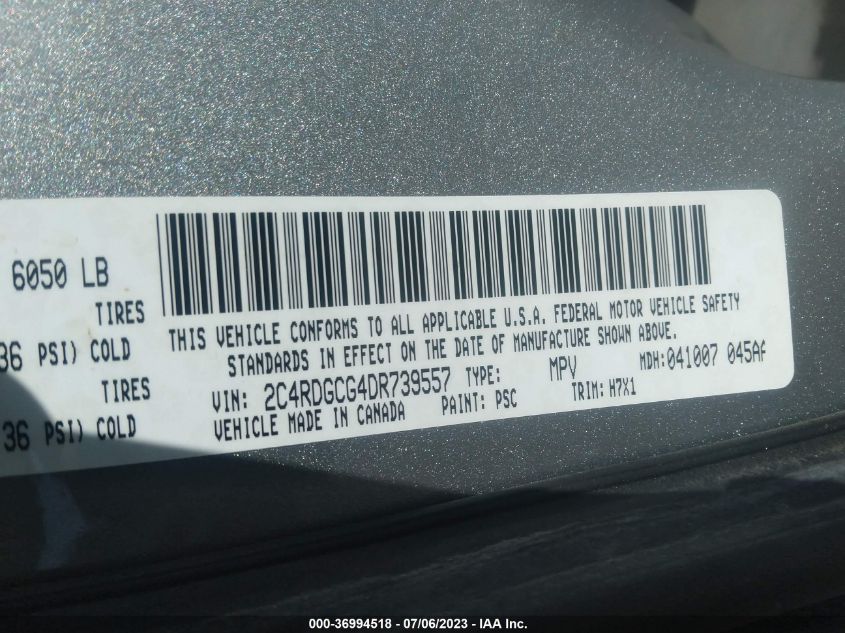 6050 LB
TIRES
36 PSI) COLD
TIRES
36 PSI) COLD
THIS VEHICLE CONFORMS TO ALL APPLICABLE U.S.A. FEDERAL MOTOR VEHICLE SAFETY
STANDARDS IN EFFECT ON THE DATE OF MANUFACTURE SHOWN ABOVE.
VIN: 2C4RDGCG4DR739557 TYPE: MPV MDH:041007 045AF
VEHICLE MADE IN CANADA PAINT: PSC TRIM: H7X1
000-36994518 - 07/06/2023 - IAA Inc.